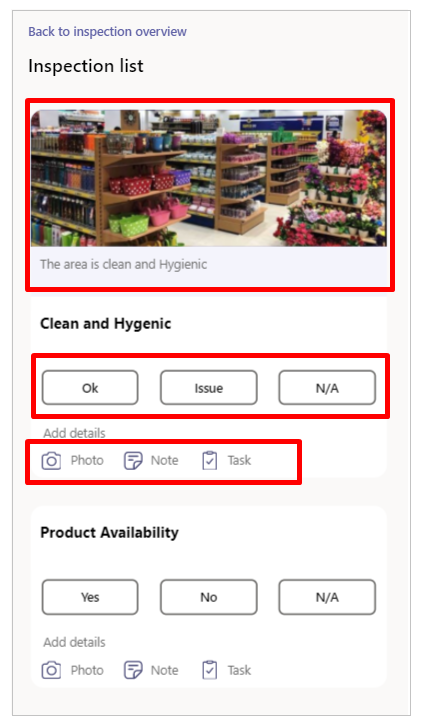 Back to inspection overview
Inspection list
The area is clean and Hygienic
Clean and Hygenic
Ok Issue N/A
Add details
Photo Note Task
Product Availability
Yes No N/A
Add details
Photo Note Task